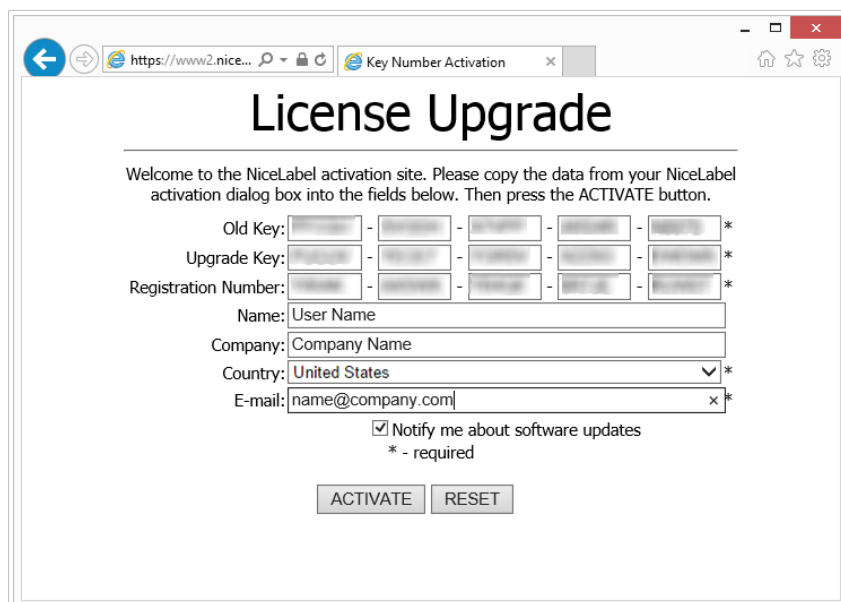 https://www2.nice...
Key Number Activation
License Upgrade
Welcome to the NiceLabel activation site. Please copy the data from your NiceLabel
activation dialog box into the fields below. Then press the ACTIVATE button.
Old Key: - - - - *
Upgrade Key: - - - - *
Registration Number: - - - - *
Name: User Name
Company: Company Name
Country: United States *
E-mail: name@company.com *
Notify me about software updates
* - required
ACTIVATE RESET